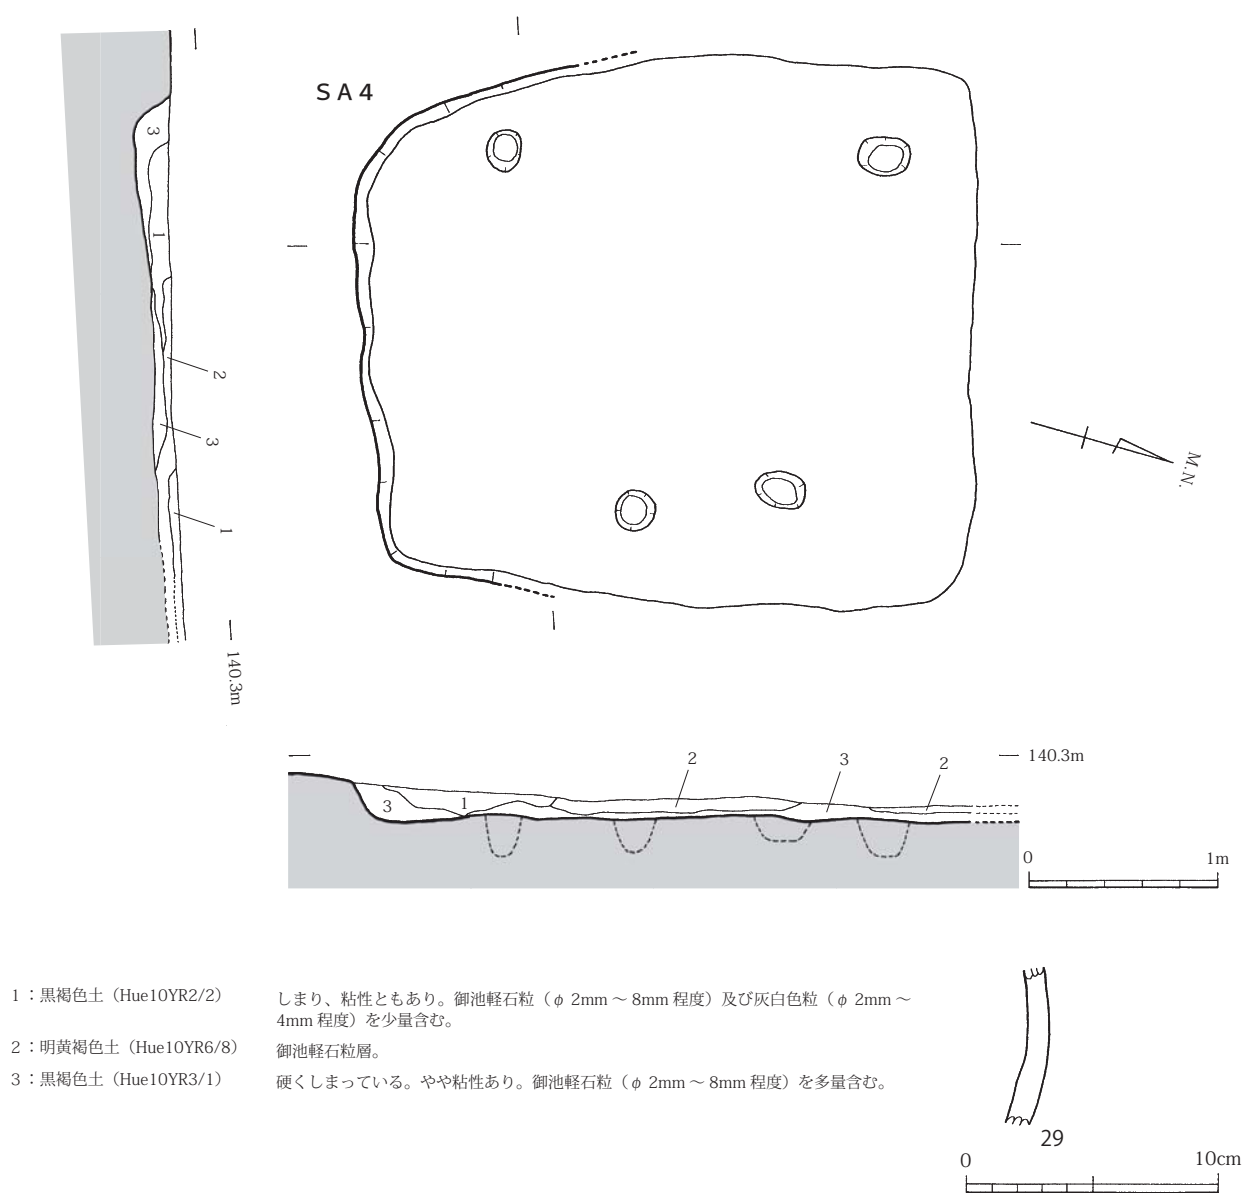 SA4
3
1
2
3
1
140.3m
M.N.
2
3
2
140.3m
3
1
0 1m
1：黒褐色土（Hue10YR2/2） しまり、粘性ともあり。御池軽石粒（φ 2mm ～ 8mm 程度）及び灰白色粒（φ 2mm ～
4mm 程度）を少量含む。
2：明黄褐色土（Hue10YR6/8） 御池軽石粒層。
3：黒褐色土（Hue10YR3/1） 硬くしまっている。やや粘性あり。御池軽石粒（φ 2mm ～ 8mm 程度）を多量含む。
29
0 10cm